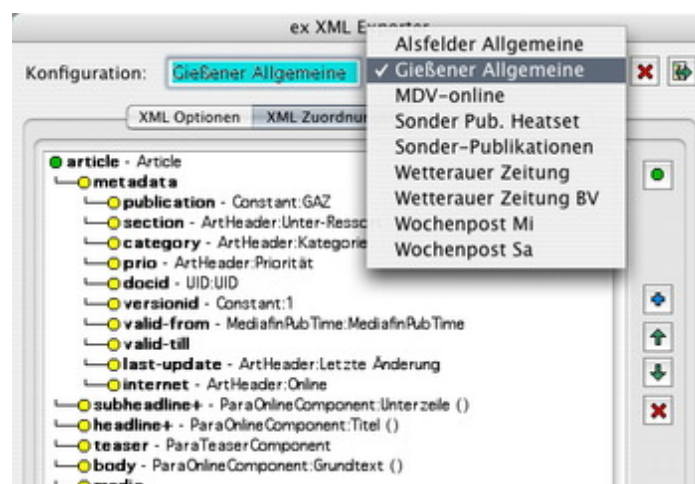 ex XML Exporter
Konfiguration: Gießener Allgemeine
Alsfelder Allgemeine
✓ Gießener Allgemeine
MDV-online
Sonder Pub. Heatset
Sonder-Publikationen
Wetterauer Zeitung
Wetterauer Zeitung BV
Wochenpost Mi
Wochenpost Sa
XML Optionen XML Zuordnu
article - Article
metadata
publication - Constant:GAZ
section - ArtHeader:Unter-Ressort
category - ArtHeader:Kategorie
prio - ArtHeader:Priorität
docid - UID:UID
versionid - Constant:1
valid-from - MediafinPubTime:MediafinPubTime
valid-till
last-update - ArtHeader:Letzte Änderung
internet - ArtHeader:Online
subheadline+ - ParaOnlineComponent:Unterzeile ()
headline+ - ParaOnlineComponent:Titel ()
teaser - ParaTeaserComponent
body - ParaOnlineComponent:Grundtext ()